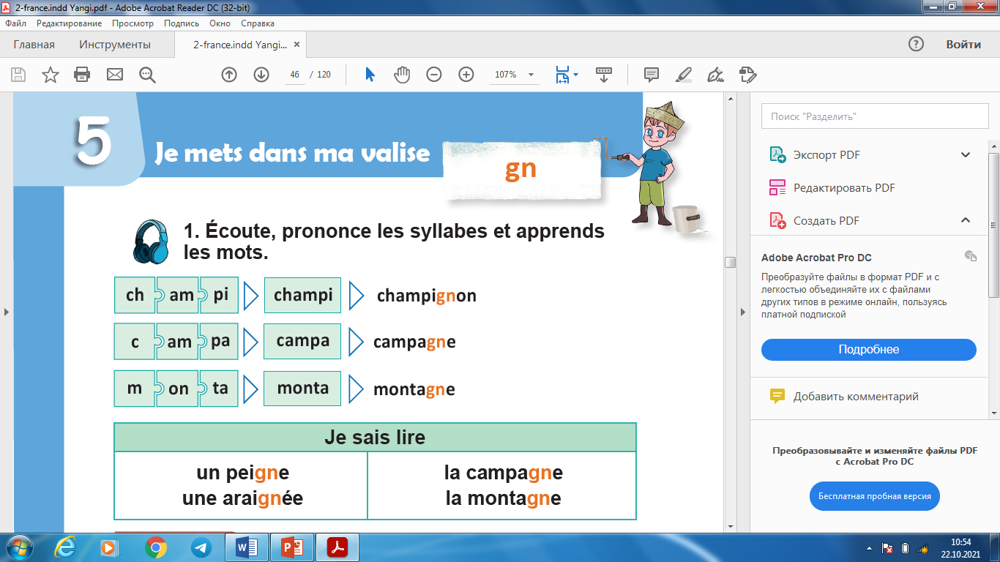 2-france.indd Yangi.pdf - Adobe Acrobat Reader DC (32-bit)
Файл Редактирование Просмотр Подпись Окно Справка
Главная Инструменты 2-france.indd Yangi... × Войти
46 / 120 107%
5
Je mets dans ma valise
gn
1. Écoute, prononce les syllabes et apprends
les mots.
ch am pi champi champignon
c am pa campa campagne
m on ta monta montagne
Je sais lire
un peigne la campagne
une araignée la montagne
Поиск "Разделить"
Экспорт PDF
Редактировать PDF
Создать PDF
Adobe Acrobat Pro DC
Преобразуйте файлы в формат PDF и с
легкостью объединяйте их с файлами
других типов в режиме онлайн, пользуясь
платной подпиской
Подробнее
Добавить комментарий
Преобразовывайте и изменяйте файлы PDF
с Acrobat Pro DC
Бесплатная пробная версия
10:54
22.10.2021